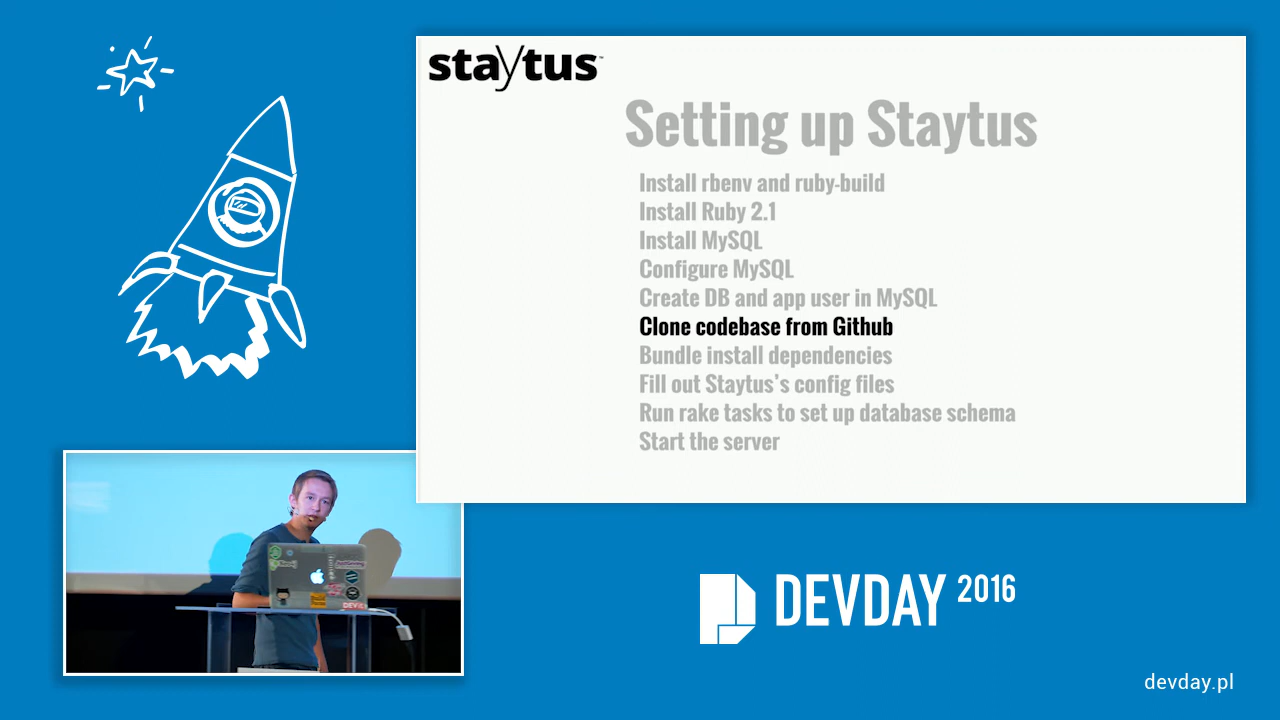 staytus™
Setting up Staytus
Install rbenv and ruby-build
Install Ruby 2.1
Install MySQL
Configure MySQL
Create DB and app user in MySQL
Clone codebase from Github
Bundle install dependencies
Fill out Staytus's config files
Run rake tasks to set up database schema
Start the server
DEVDAY 2016
devday.pl